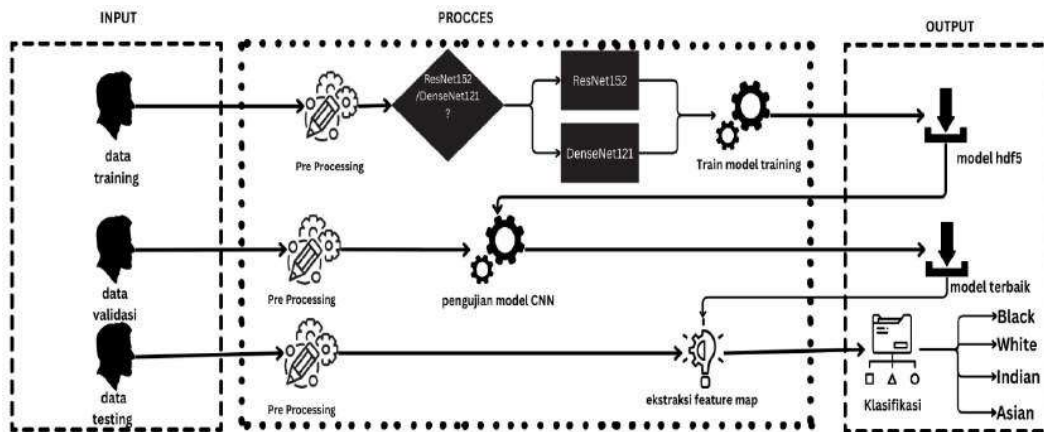 INPUT
PROCCES
OUTPUT
data
training
Pre Processing
ResNet152
/DenseNet121
?
ResNet152
DenseNet121
Train model training
model hdf5
data
validasi
Pre Processing
pengujian model CNN
model terbaik
data
testing
Pre Processing
ekstraksi feature map
Klasifikasi
Black
White
Indian
Asian